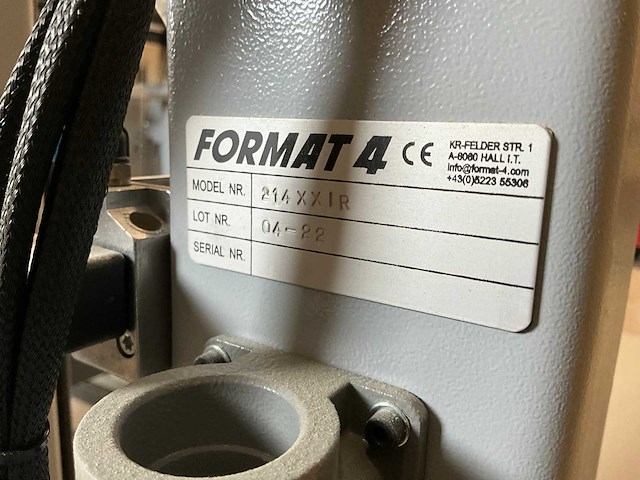 FORMAT 4 CE KR-FELDER STR. 1
A-6060 HALL I.T.
info@format-4.com
+43(0)5223 55306
MODEL NR. 214XXIR
LOT NR. 04-22
SERIAL NR.